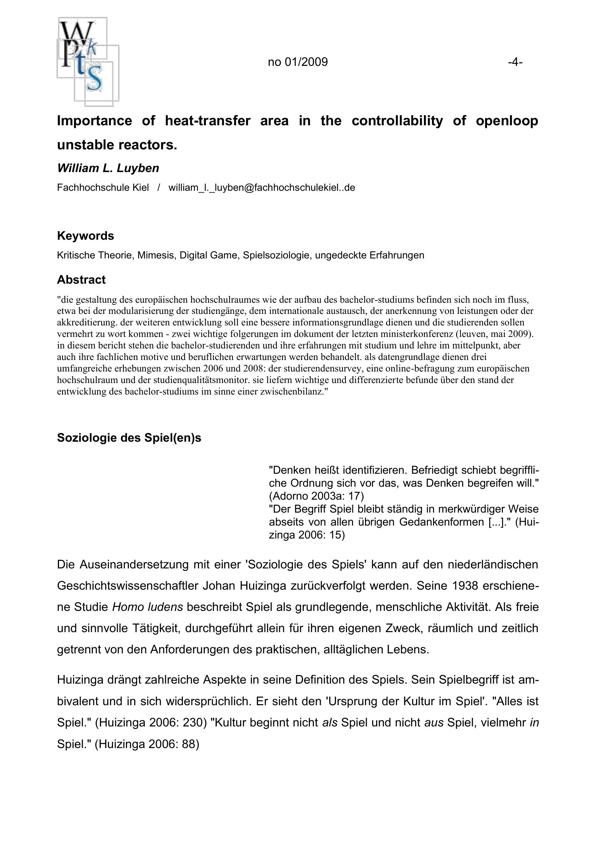 W
P k
t s
S
no 01/2009 -4-
Importance of heat-transfer area in the controllability of openloop
unstable reactors.
William L. Luyben
Fachhochschule Kiel / william_l._luyben@fachhochschulekiel..de
Keywords
Kritische Theorie, Mimesis, Digital Game, Spielsoziologie, ungedeckte Erfahrungen
Abstract
"die gestaltung des europäischen hochschulraumes wie der aufbau des bachelor-studiums befinden sich noch im fluss,
etwa bei der modularisierung der studiengänge, dem internationale austausch, der anerkennung von leistungen oder der
akkreditierung. der weiteren entwicklung soll eine bessere informationsgrundlage dienen und die studierenden sollen
vermehrt zu wort kommen - zwei wichtige folgerungen im dokument der letzten ministerkonferenz (leuven, mai 2009).
in diesem bericht stehen die bachelor-studierenden und ihre erfahrungen mit studium und lehre im mittelpunkt, aber
auch ihre fachlichen motive und beruflichen erwartungen werden behandelt. als datengrundlage dienen drei
umfangreiche erhebungen zwischen 2006 und 2008: der studierendensurvey, eine online-befragung zum europäischen
hochschulraum und der studienqualitätsmonitor. sie liefern wichtige und differenzierte befunde über den stand der
entwicklung des bachelor-studiums im sinne einer zwischenbilanz."
Soziologie des Spiel(en)s
"Denken heißt identifizieren. Befriedigt schiebt begriffli-
che Ordnung sich vor das, was Denken begreifen will."
(Adorno 2003a: 17)
"Der Begriff Spiel bleibt ständig in merkwürdiger Weise
abseits von allen übrigen Gedankenformen [...]." (Hui-
zinga 2006: 15)
Die Auseinandersetzung mit einer 'Soziologie des Spiels' kann auf den niederländischen
Geschichtswissenschaftler Johan Huizinga zurückverfolgt werden. Seine 1938 erschiene-
ne Studie Homo ludens beschreibt Spiel als grundlegende, menschliche Aktivität. Als freie
und sinnvolle Tätigkeit, durchgeführt allein für ihren eigenen Zweck, räumlich und zeitlich
getrennt von den Anforderungen des praktischen, alltäglichen Lebens.
Huizinga drängt zahlreiche Aspekte in seine Definition des Spiels. Sein Spielbegriff ist am-
bivalent und in sich widersprüchlich. Er sieht den 'Ursprung der Kultur im Spiel'. "Alles ist
Spiel." (Huizinga 2006: 230) "Kultur beginnt nicht als Spiel und nicht aus Spiel, vielmehr in
Spiel." (Huizinga 2006: 88)